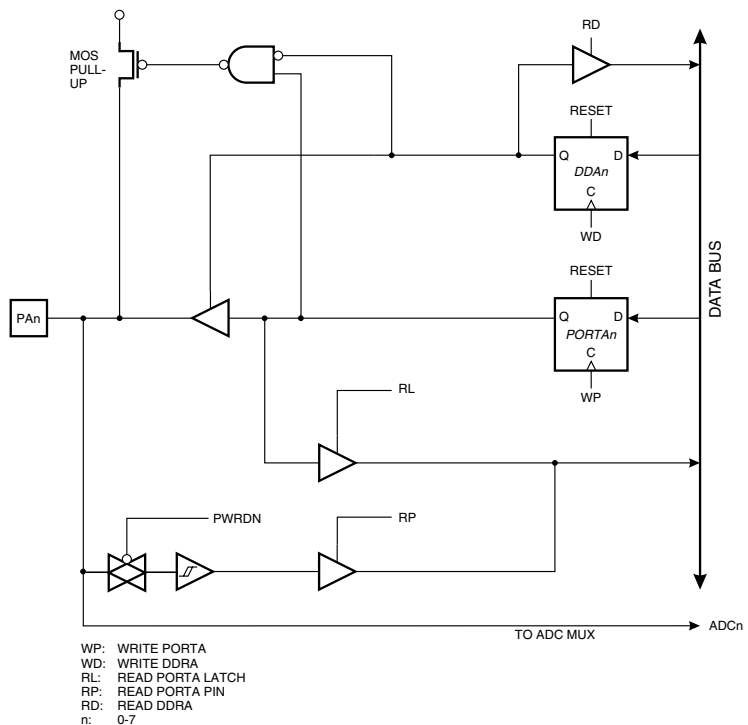 RD
MOS
PULL-
UP
RESET
Q
D
DDAn
C
WD
RESET
PAn
Q
D
PORTAn
C
WP
DATA BUS
RL
PWRDN
RP
TO ADC MUX
ADCn
WP: WRITE PORTA
WD: WRITE DDRA
RL: READ PORTA LATCH
RP: READ PORTA PIN
RD: READ DDRA
n: 0-7